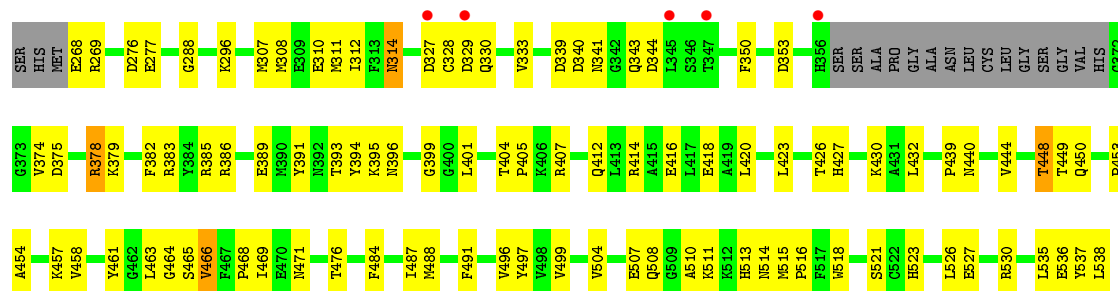 SER HIS MET E268 R269 D276 E277 G288 K296 M307 M308 E309 E310 M311 I312 F313 N314 D327 C328 D329 Q330 V333 D339 D340 N341 G342 Q343 D344 L345 S346 T347 F350 D353 H356 SER SER ALA PRO GLY ALA ASN LEU CYS LEU GLY SER GLY VAL HIS G372
G373 V374 D375 R378 K379 F382 R383 Y384 R385 R386 E389 M390 Y391 N392 T393 Y394 K395 N396 G399 G400 L401 T404 P405 K406 R407 Q412 L413 R414 A415 E416 L417 E418 A419 L420 L423 T426 H427 K430 A431 L432 P439 N440 V444 T448 T449 Q450
A454 K457 V458 Y461 G462 L463 G464 S465 V466 F467 P468 I469 E470 N471 T476 F484 I487 M488 F491 V496 Y497 V498 V499 V504 E507 Q508 G509 A510 K511 K512 H513 N514 M515 P516 F517 W518 S521 C522 H523 L526 E527 R530 L535 E536 Y537 L538